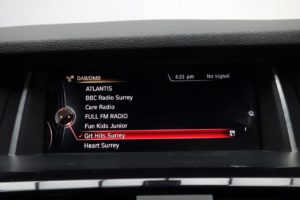 DAB/DMB 4:33 pm No signal
ATLANTIS
BBC Radio Surrey
Care Radio
FULL FM RADIO
Fun Kids Junior
Grt Hits Surrey
Heart Surrey